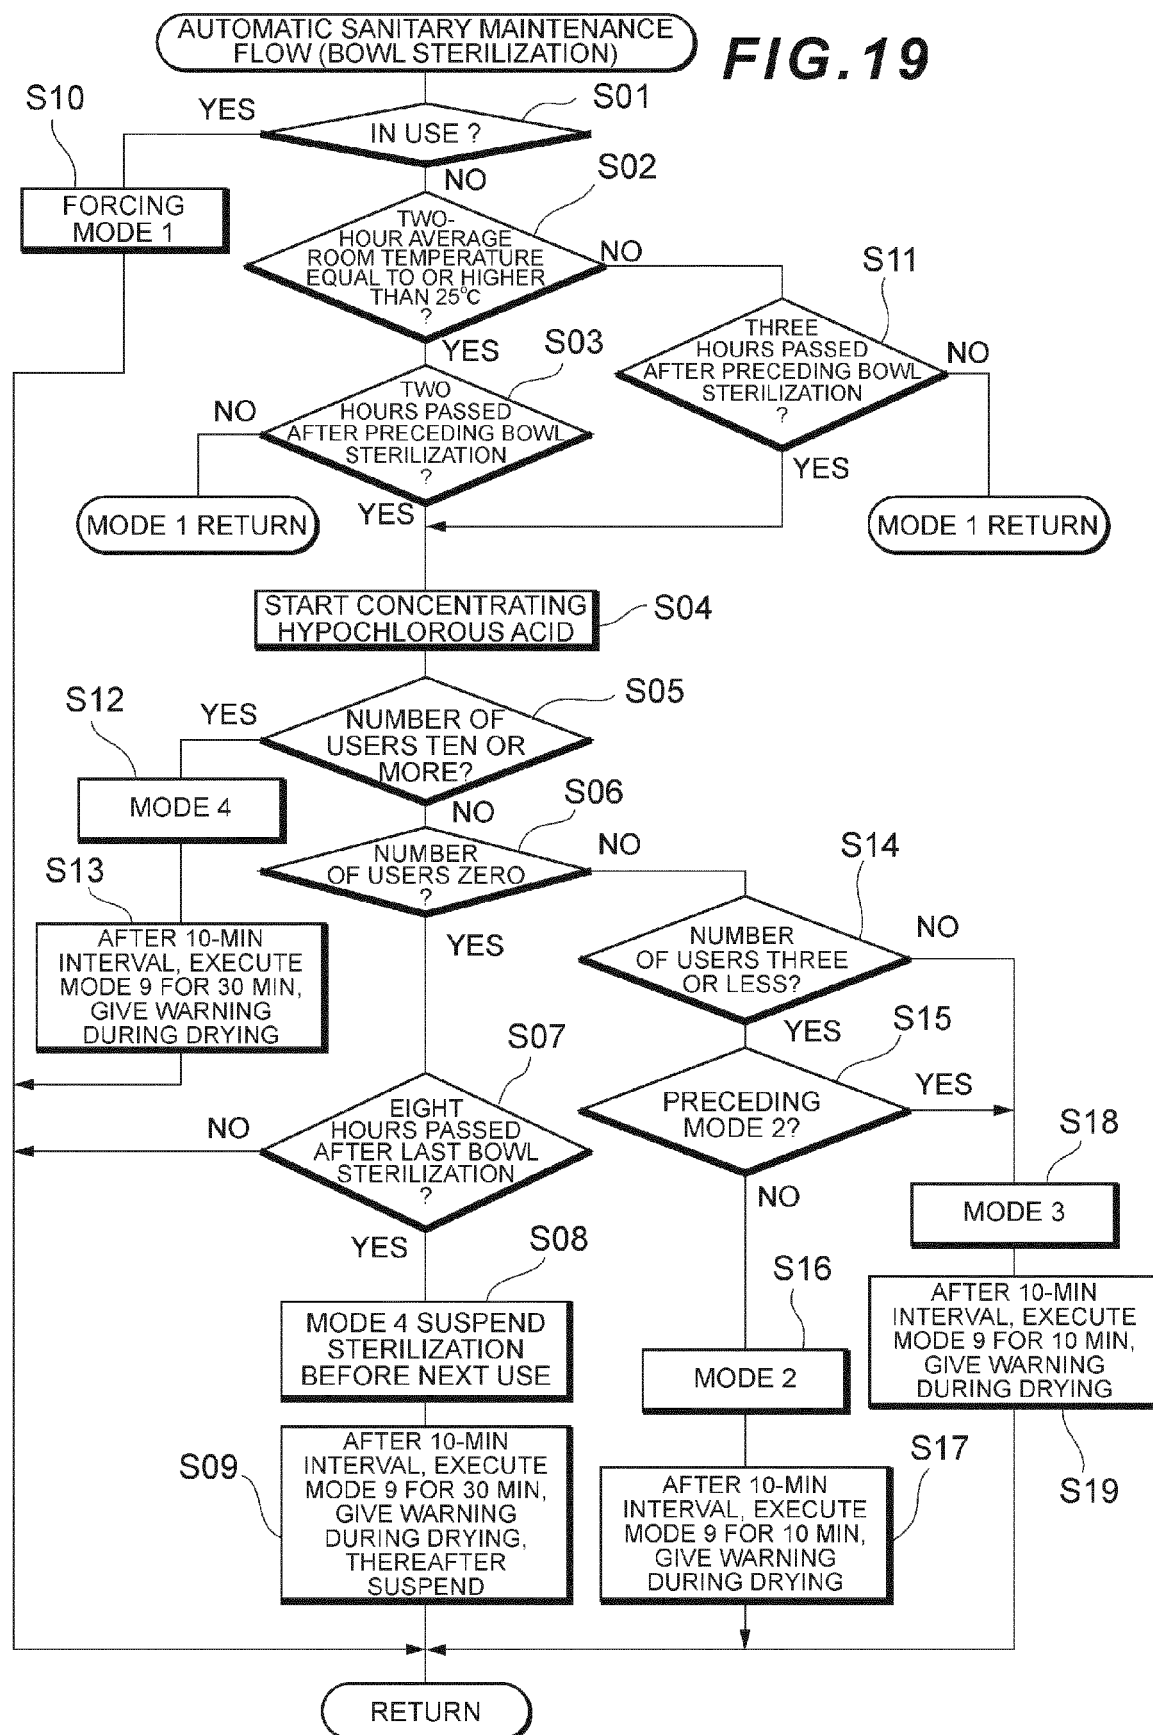 AUTOMATIC SANITARY MAINTENANCE
FLOW (BOWL STERILIZATION)
FIG.19
S10
YES
S01
IN USE ?
NO
S02
FORCING
MODE 1
TWO-
HOUR AVERAGE
ROOM TEMPERATURE
EQUAL TO OR HIGHER
THAN 25°C
?
NO
S11
YES
S03
THREE
HOURS PASSED
AFTER PRECEDING BOWL
STERILIZATION
?
NO
NO
TWO
HOURS PASSED
AFTER PRECEDING BOWL
STERILIZATION
?
YES
YES
MODE 1 RETURN
MODE 1 RETURN
START CONCENTRATING
HYPOCHLOROUS ACID
S04
S12
YES
S05
NUMBER OF
USERS TEN OR
MORE?
MODE 4
NO
S06
NUMBER
OF USERS ZERO
?
NO
S14
S13
AFTER 10-MIN
INTERVAL, EXECUTE
MODE 9 FOR 30 MIN,
GIVE WARNING
DURING DRYING
YES
NUMBER
OF USERS THREE
OR LESS?
NO
YES
S15
S07
EIGHT
HOURS PASSED
AFTER LAST BOWL
STERILIZATION
?
NO
PRECEDING
MODE 2?
YES
S18
NO
MODE 3
YES
S08
MODE 4 SUSPEND
STERILIZATION
BEFORE NEXT USE
S16
MODE 2
AFTER 10-MIN
INTERVAL, EXECUTE
MODE 9 FOR 10 MIN,
GIVE WARNING
DURING DRYING
S09
AFTER 10-MIN
INTERVAL, EXECUTE
MODE 9 FOR 30 MIN,
GIVE WARNING
DURING DRYING,
THEREAFTER
SUSPEND
S17
AFTER 10-MIN
INTERVAL, EXECUTE
MODE 9 FOR 10 MIN,
GIVE WARNING
DURING DRYING
S19
RETURN